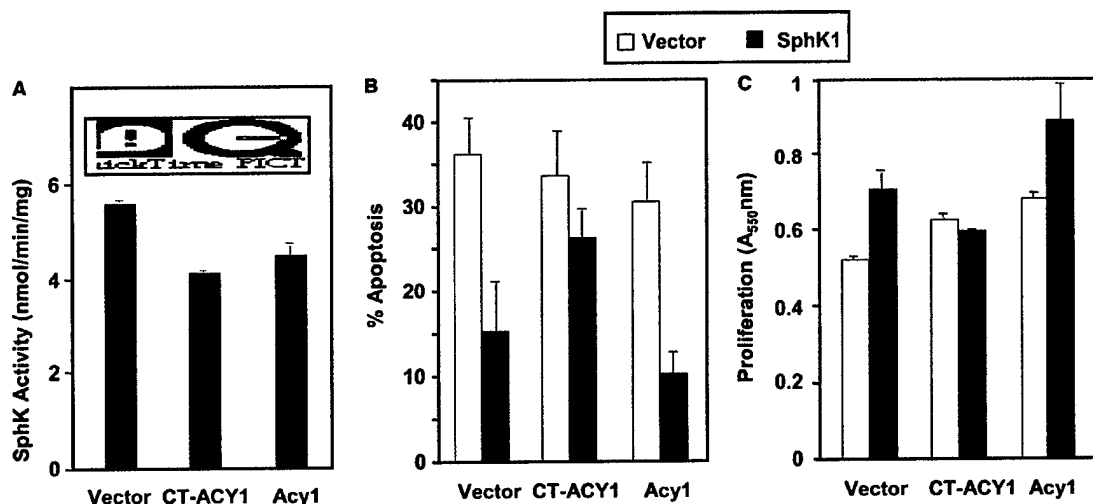 Vector SphK1
A
SphK Activity (nmol/min/mg)
6
4
2
0
uickTime PICT
Vector CT-ACY1 Acy1
B
% Apoptosis
40
30
20
10
0
Vector CT-ACY1 Acy1
C
Proliferation (A550nm)
1
0.8
0.6
0.4
0.2
0
Vector CT-ACY1 Acy1